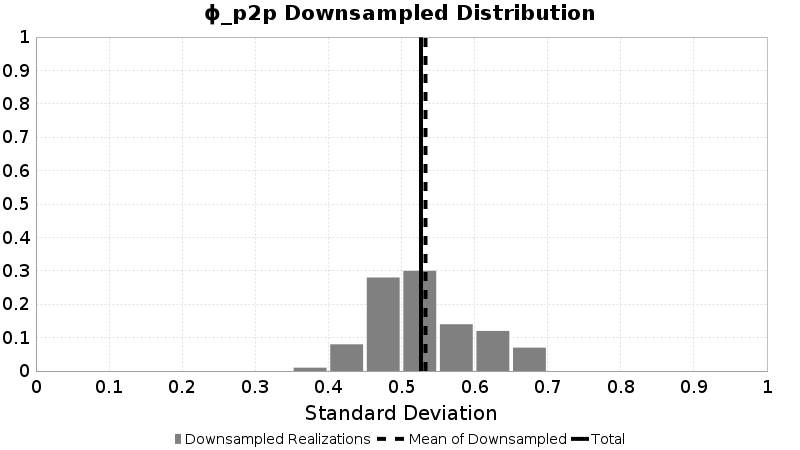 ϕ_p2p Downsampled Distribution
1
0.9
0.8
0.7
0.6
0.5
0.4
0.3
0.2
0.1
0
0 0.1 0.2 0.3 0.4 0.5 0.6 0.7 0.8 0.9 1
Standard Deviation
Downsampled Realizations Mean of Downsampled Total